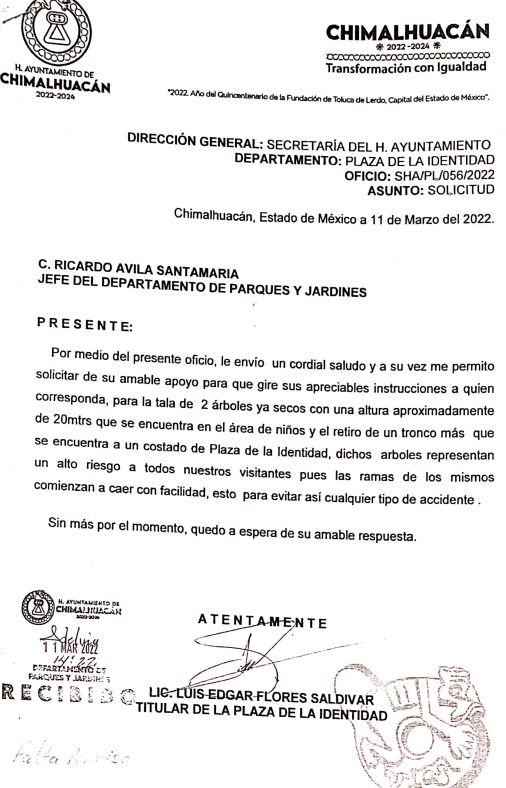 H. AYUNTAMIENTO DE
CHIMALHUACÁN
2022-2024
CHIMALHUACÁN
2022 -2024
Transformación con Igualdad
"2022. Año del Quincentenario de la Fundación de Toluca de Lerdo, Capital del Estado de México".
DIRECCIÓN GENERAL: SECRETARÍA DEL H. AYUNTAMIENTO
DEPARTAMENTO: PLAZA DE LA IDENTIDAD
OFICIO: SHA/PL/056/2022
ASUNTO: SOLICITUD
Chimalhuacán, Estado de México a 11 de Marzo del 2022.
C. RICARDO AVILA SANTAMARIA
JEFE DEL DEPARTAMENTO DE PARQUES Y JARDINES
P R E S E N T E:
Por medio del presente oficio, le envío un cordial saludo y a su vez me permito
solicitar de su amable apoyo para que gire sus apreciables instrucciones a quien
corresponda, para la tala de 2 árboles ya secos con una altura aproximadamente
de 20mtrs que se encuentra en el área de niños y el retiro de un tronco más que
se encuentra a un costado de Plaza de la Identidad, dichos arboles representan
un alto riesgo a todos nuestros visitantes pues las ramas de los mismos
comienzan a caer con facilidad, esto para evitar así cualquier tipo de accidente .
Sin más por el momento, quedo a espera de su amable respuesta.
H. AYUNTAMIENTO DE
CHIMALHUACÁN
2022-2024
11 MAR 2022
14:22
DEPARTAMENTO DE
PARQUES Y JARDINES
RECIBIDO
A T E N T A M E N T E
LIC. LUIS EDGAR FLORES SALDIVAR
TITULAR DE LA PLAZA DE LA IDENTIDAD
Falta